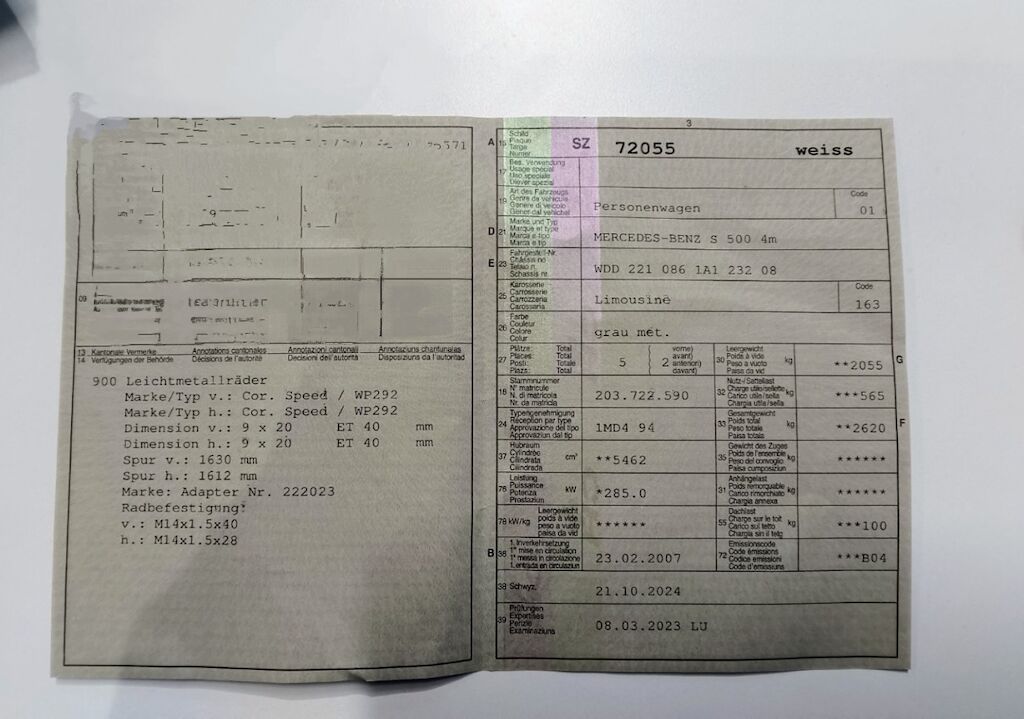 09
13 Kantonale Vermerke Annotations cantonales Annotazioni cantonali Annotaziuns chantunalas
14 Verfügungen der Behörde Décisions de l'autorité Decisioni dell'autorità Disposiziuns da l'autoritad
900 Leichtmetallräder
Marke/Typ v.: Cor. Speed / WP292
Marke/Typ h.: Cor. Speed / WP292
Dimension v.: 9 x 20 ET 40 mm
Dimension h.: 9 x 20 ET 40 mm
Spur v.: 1630 mm
Spur h.: 1612 mm
Marke: Adapter Nr. 222023
Radbefestigung:
v.: M14x1.5x40
h.: M14x1.5x28
3
A 15 Schild Plaque Targa Numer SZ 72055 weiss
17 Bes. Verwendung Usage spécial Uso speciale Diever spezial
19 Art des Fahrzeugs Genre de véhicule Genere di veicolo Gener dal vehichel Personenwagen Code 01
D 21 Marke und Typ Marque et type Marca e tipo Marca e tip MERCEDES-BENZ S 500 4m
E 23 Fahrgestell-Nr. Châssis no Telaio n. Schassis nr. WDD 221 086 1A1 232 08
25 Karosserie Carrosserie Carrozzeria Carossaria Limousine Code 163
26 Farbe Couleur Colore Colur grau met.
27 Plätze: Total Places: Total Posti: Totale Plazs: Total 5 2 vorne) avant) anteriori) davant) 30 Leergewicht Poids à vide Peso a vuoto Paisa da vid kg **2055 G
18 Stammnummer N° matricule N. di matricola Nr. da matricla 203.722.590 32 Nutz-/Sattellast Charge utile/sellette Carico utile/sella Chargia utila/sella kg ***565
24 Typengenehmigung Réception par type Approvazione del tipo Approvaziun dal tip 1MD4 94 33 Gesamtgewicht Poids total Peso totale Paisa totala kg **2620 F
37 Hubraum Cylindrée Cilindrata Cilindrada cm³ **5462 35 Gewicht des Zuges Poids de l'ensemble Peso del convoglio Paisa cumposiziun kg ******
76 Leistung Puissance Potenza Prestaziun kW *285.0 31 Anhängelast Poids remorquable Carico rimorchiato Chargia annexa kg ******
78 kW/kg Leergewicht poids à vide peso a vuoto paisa da vid ****** 55 Dachlast Charge sur le toit Carico sul tetto Chargia sin il tetg kg ***100
B 36 1. Inverkehrsetzung 1re mise en circulation 1a messa in circolazione 1. entrada en circulaziun 23.02.2007 72 Emissionscode Code émissions Codice emissioni Code d'emissiuns ***B04
38 Schwyz, 21.10.2024
39 Prüfungen Expertises Perizie Examinaziuns 08.03.2023 LU